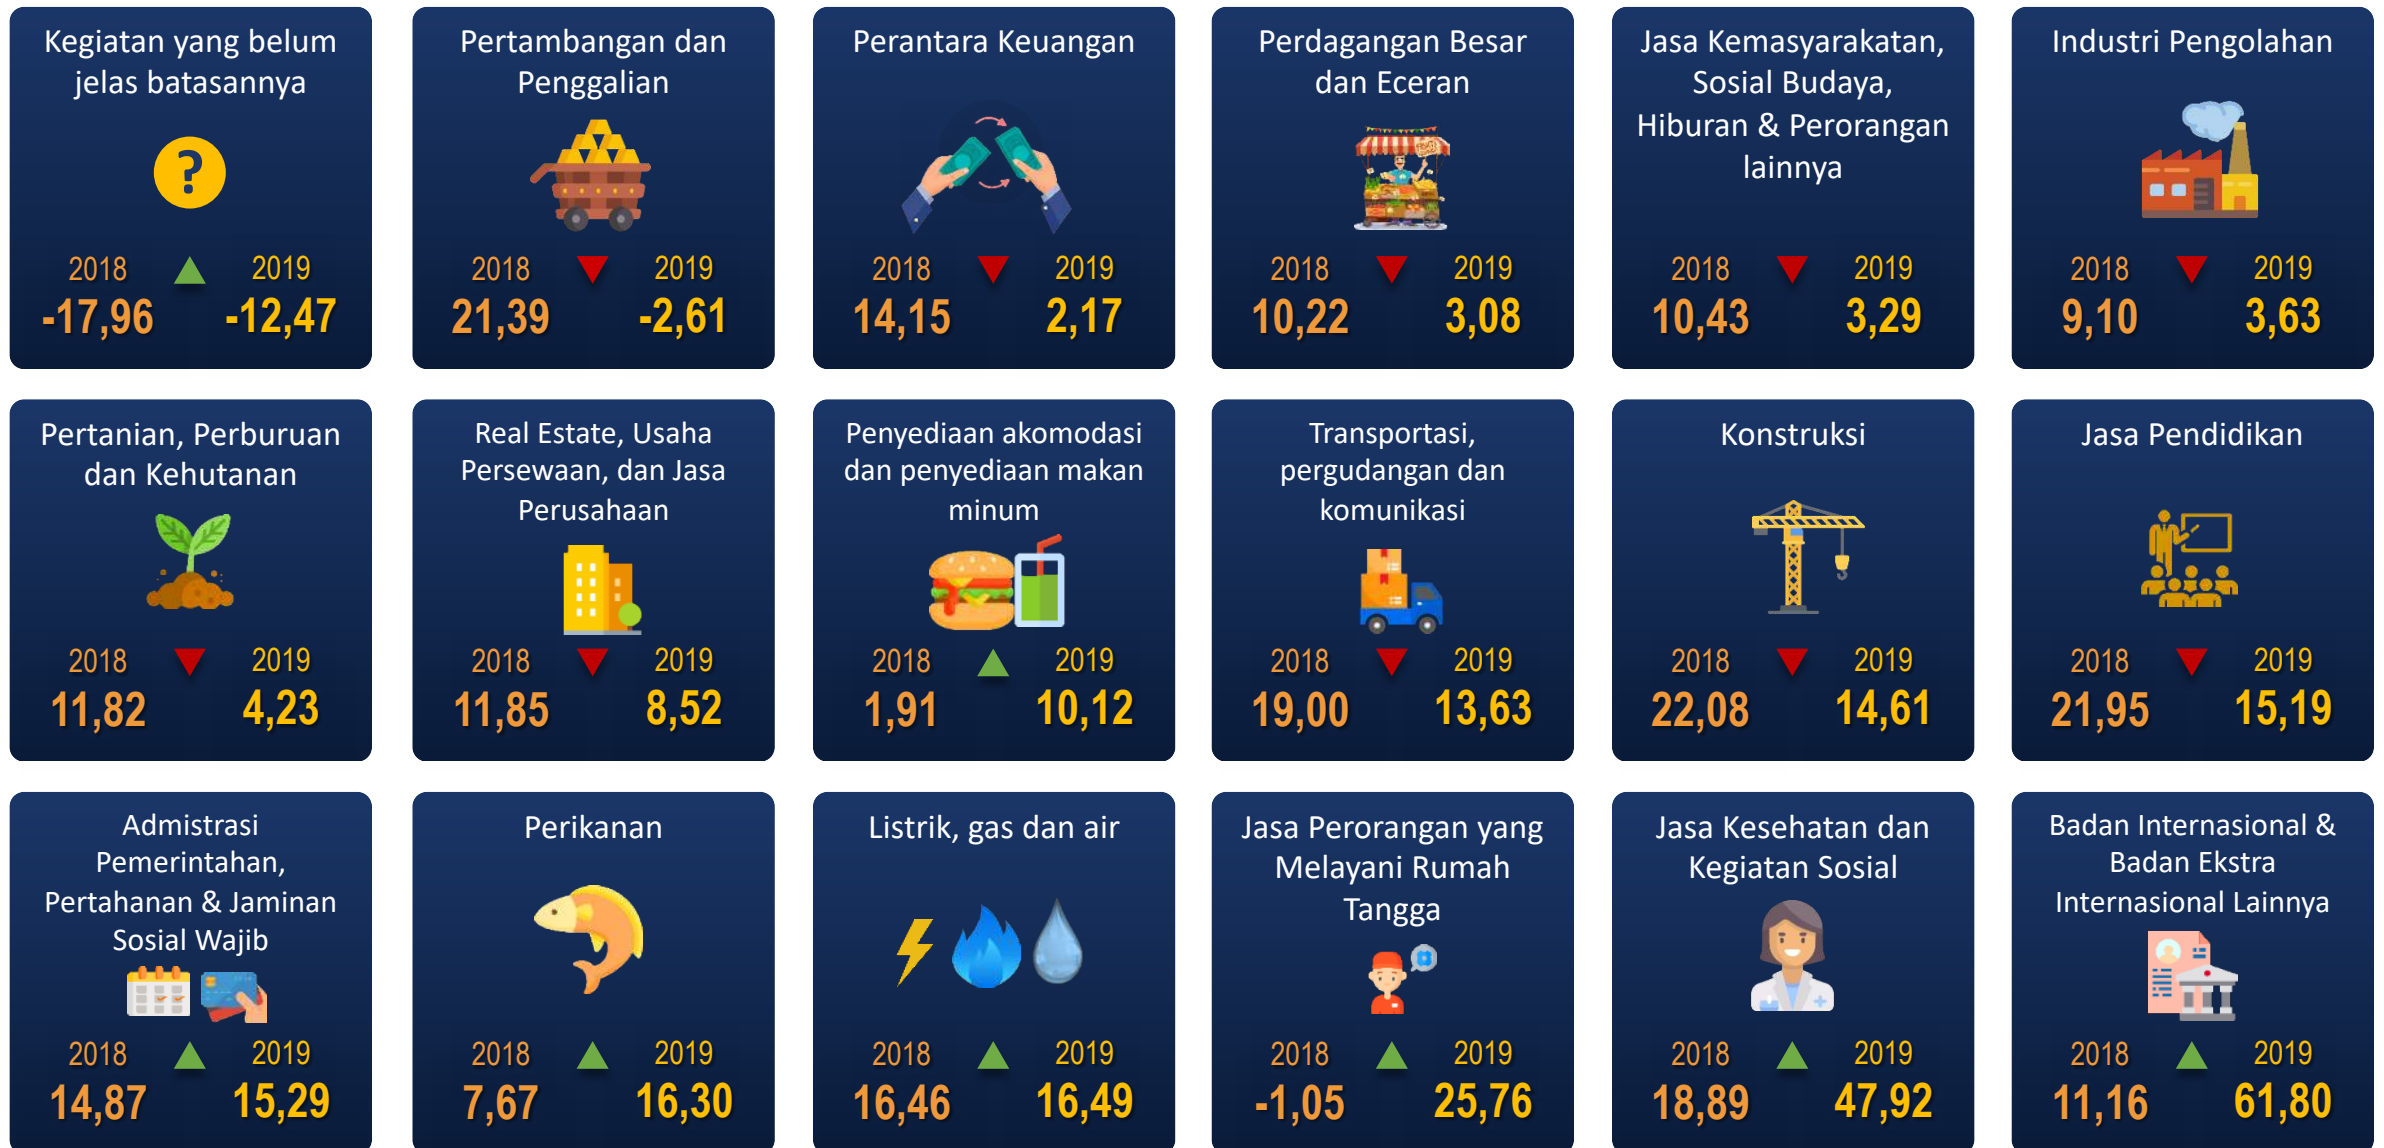 Kegiatan yang belum
jelas batasannya
?
2018 2019
-17,96 -12,47
Pertambangan dan
Penggalian
2018 2019
21,39 -2,61
Perantara Keuangan
2018 2019
14,15 2,17
Perdagangan Besar
dan Eceran
2018 2019
10,22 3,08
Jasa Kemasyarakatan,
Sosial Budaya,
Hiburan & Perorangan
lainnya
2018 2019
10,43 3,29
Industri Pengolahan
2018 2019
9,10 3,63
Pertanian, Perburuan
dan Kehutanan
2018 2019
11,82 4,23
Real Estate, Usaha
Persewaan, dan Jasa
Perusahaan
2018 2019
11,85 8,52
Penyediaan akomodasi
dan penyediaan makan
minum
2018 2019
1,91 10,12
Transportasi,
pergudangan dan
komunikasi
2018 2019
19,00 13,63
Konstruksi
2018 2019
22,08 14,61
Jasa Pendidikan
2018 2019
21,95 15,19
Admistrasi
Pemerintahan,
Pertahanan & Jaminan
Sosial Wajib
2018 2019
14,87 15,29
Perikanan
2018 2019
7,67 16,30
Listrik, gas dan air
2018 2019
16,46 16,49
Jasa Perorangan yang
Melayani Rumah
Tangga
2018 2019
-1,05 25,76
Jasa Kesehatan dan
Kegiatan Sosial
2018 2019
18,89 47,92
Badan Internasional &
Badan Ekstra
Internasional Lainnya
2018 2019
11,16 61,80